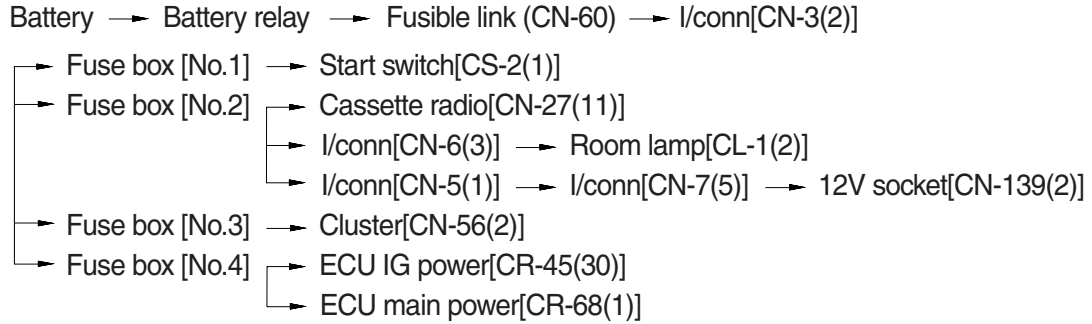 Battery → Battery relay → Fusible link (CN-60) → I/conn[CN-3(2)]
Fuse box [No.1] → Start switch[CS-2(1)]
Fuse box [No.2] → Cassette radio[CN-27(11)]
→ I/conn[CN-6(3)] → Room lamp[CL-1(2)]
→ I/conn[CN-5(1)] → I/conn[CN-7(5)] → 12V socket[CN-139(2)]
Fuse box [No.3] → Cluster[CN-56(2)]
Fuse box [No.4] → ECU IG power[CR-45(30)]
→ ECU main power[CR-68(1)]